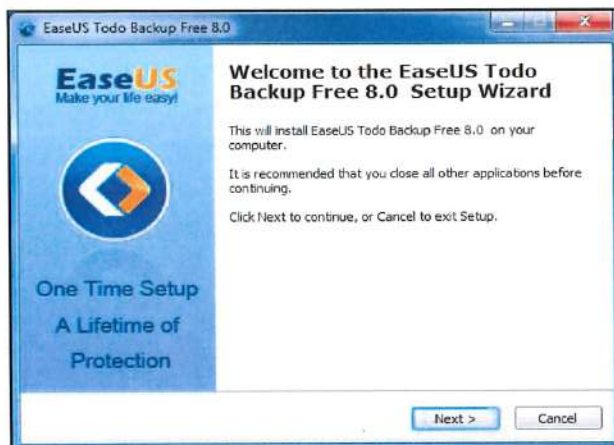 EaseUS Todo Backup Free 8.0
EaseUS
Make your life easy!
One Time Setup
A Lifetime of
Protection
Welcome to the EaseUS Todo
Backup Free 8.0 Setup Wizard
This will install EaseUS Todo Backup Free 8.0 on your
computer.
It is recommended that you close all other applications before
continuing.
Click Next to continue, or Cancel to exit Setup.
Next >
Cancel